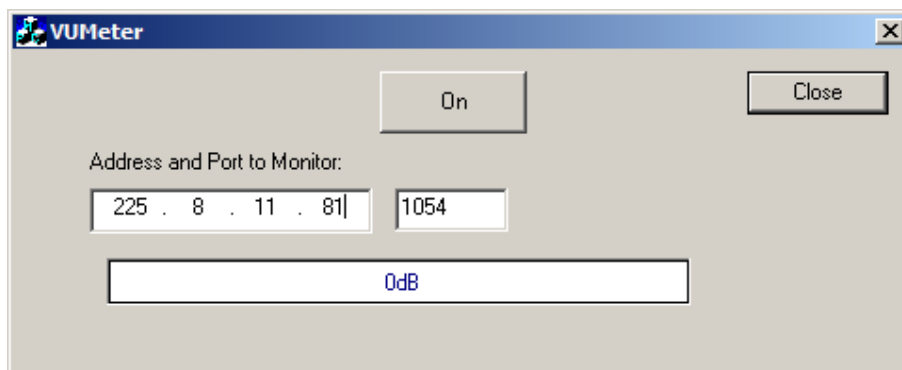 VUMeter
On
Close
Address and Port to Monitor:
225 . 8 . 11 . 81 1054
0dB